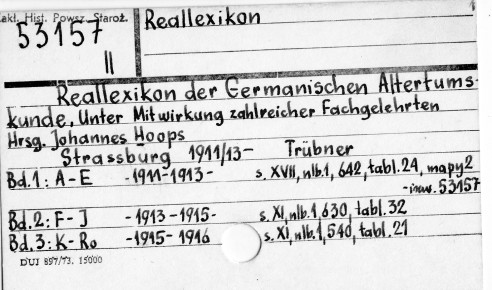 Zakł. Hist. Powsz. Staroż.
Reallexikon
53157
II
Reallexikon der Germanischen Altertums-
kunde. Unter Mitwirkung zahlreicher Fachgelehrten
Hrsg. Johannes Hoops
Strassburg 1911/13- Trübner
Bd.1: A-E -1911-1913- s. XVII, nlb.1, 642, tabl.24, mapy2
-inw. 53157
Bd.2: F-J -1913-1915- s. XI, nlb.1, 630, tabl.32
Bd.3: K-Ro -1915-1916 s. XI, nlb.1, 540, tabl.21
DUJ 897/73. 15000